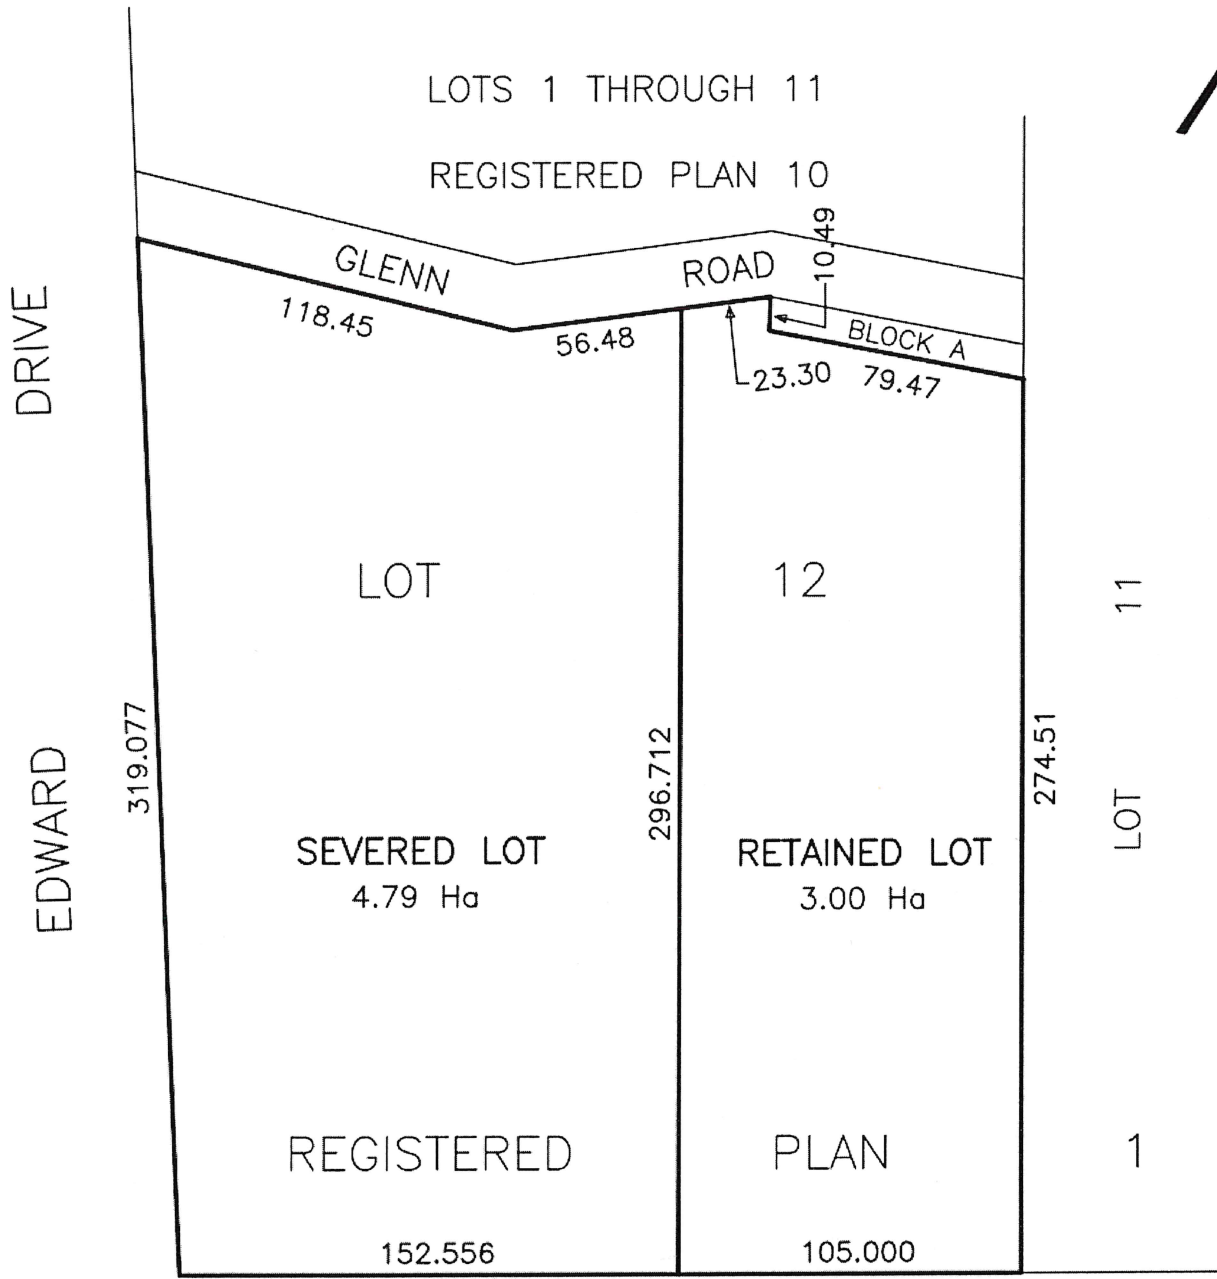 LOTS 1 THROUGH 11
REGISTERED PLAN 10
GLENN ROAD
10.49
118.45
56.48
BLOCK A
23.30
79.47
EDWARD DRIVE
LOT 12
LOT 11
319.077
296.712
274.51
SEVERED LOT
4.79 Ha
RETAINED LOT
3.00 Ha
REGISTERED PLAN 1
152.556
105.000